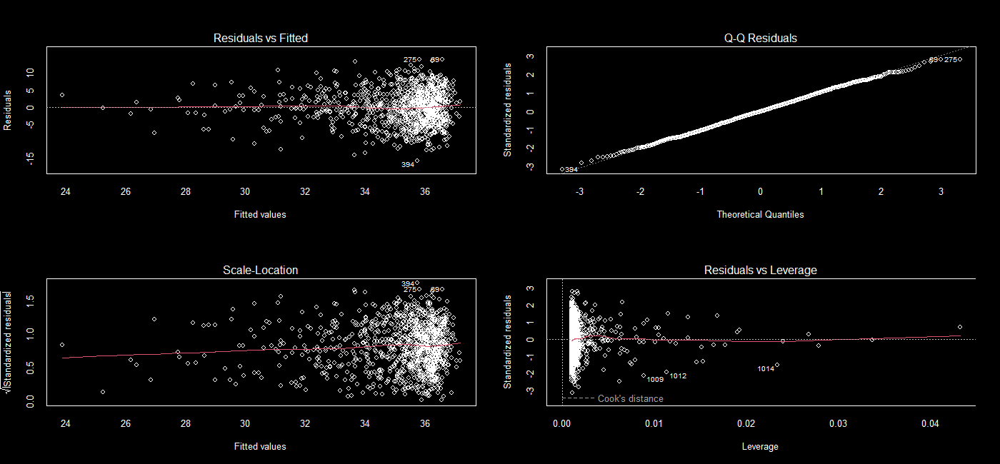 Residuals vs Fitted
Residuals
10
5
0
-5
-15
275
69
394
24 26 28 30 32 34 36
Fitted values
Q-Q Residuals
Standardized residuals
3
2
1
0
-1
-2
-3
69 275
394
-3 -2 -1 0 1 2 3
Theoretical Quantiles
Scale-Location
√|Standardized residuals|
1.5
1.0
0.5
0.0
394
275
69
24 26 28 30 32 34 36
Fitted values
Residuals vs Leverage
Standardized residuals
3
2
1
0
-1
-2
-3
1014
1012
1009
Cook's distance
0.00 0.01 0.02 0.03 0.04
Leverage